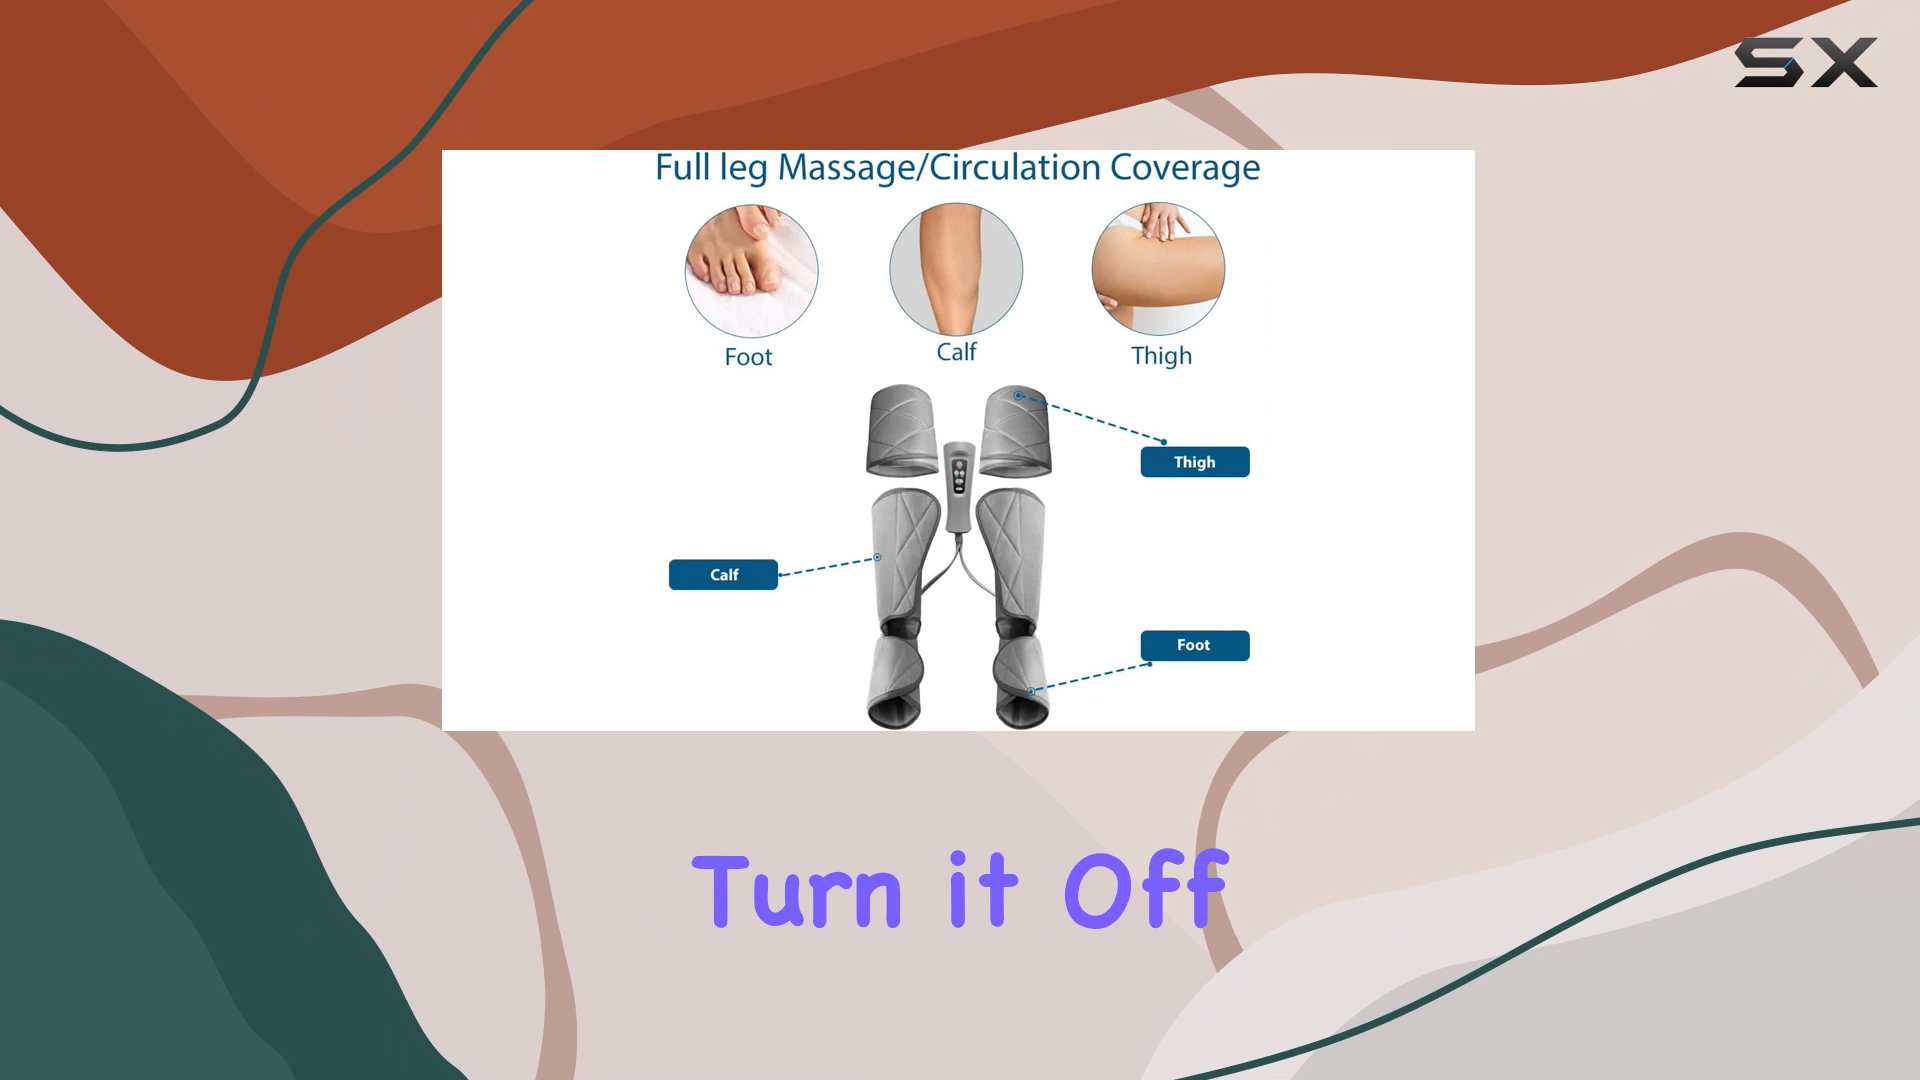 SX
Full leg Massage/Circulation Coverage
Foot
Calf
Thigh
Thigh
Calf
Foot
Turn it Off